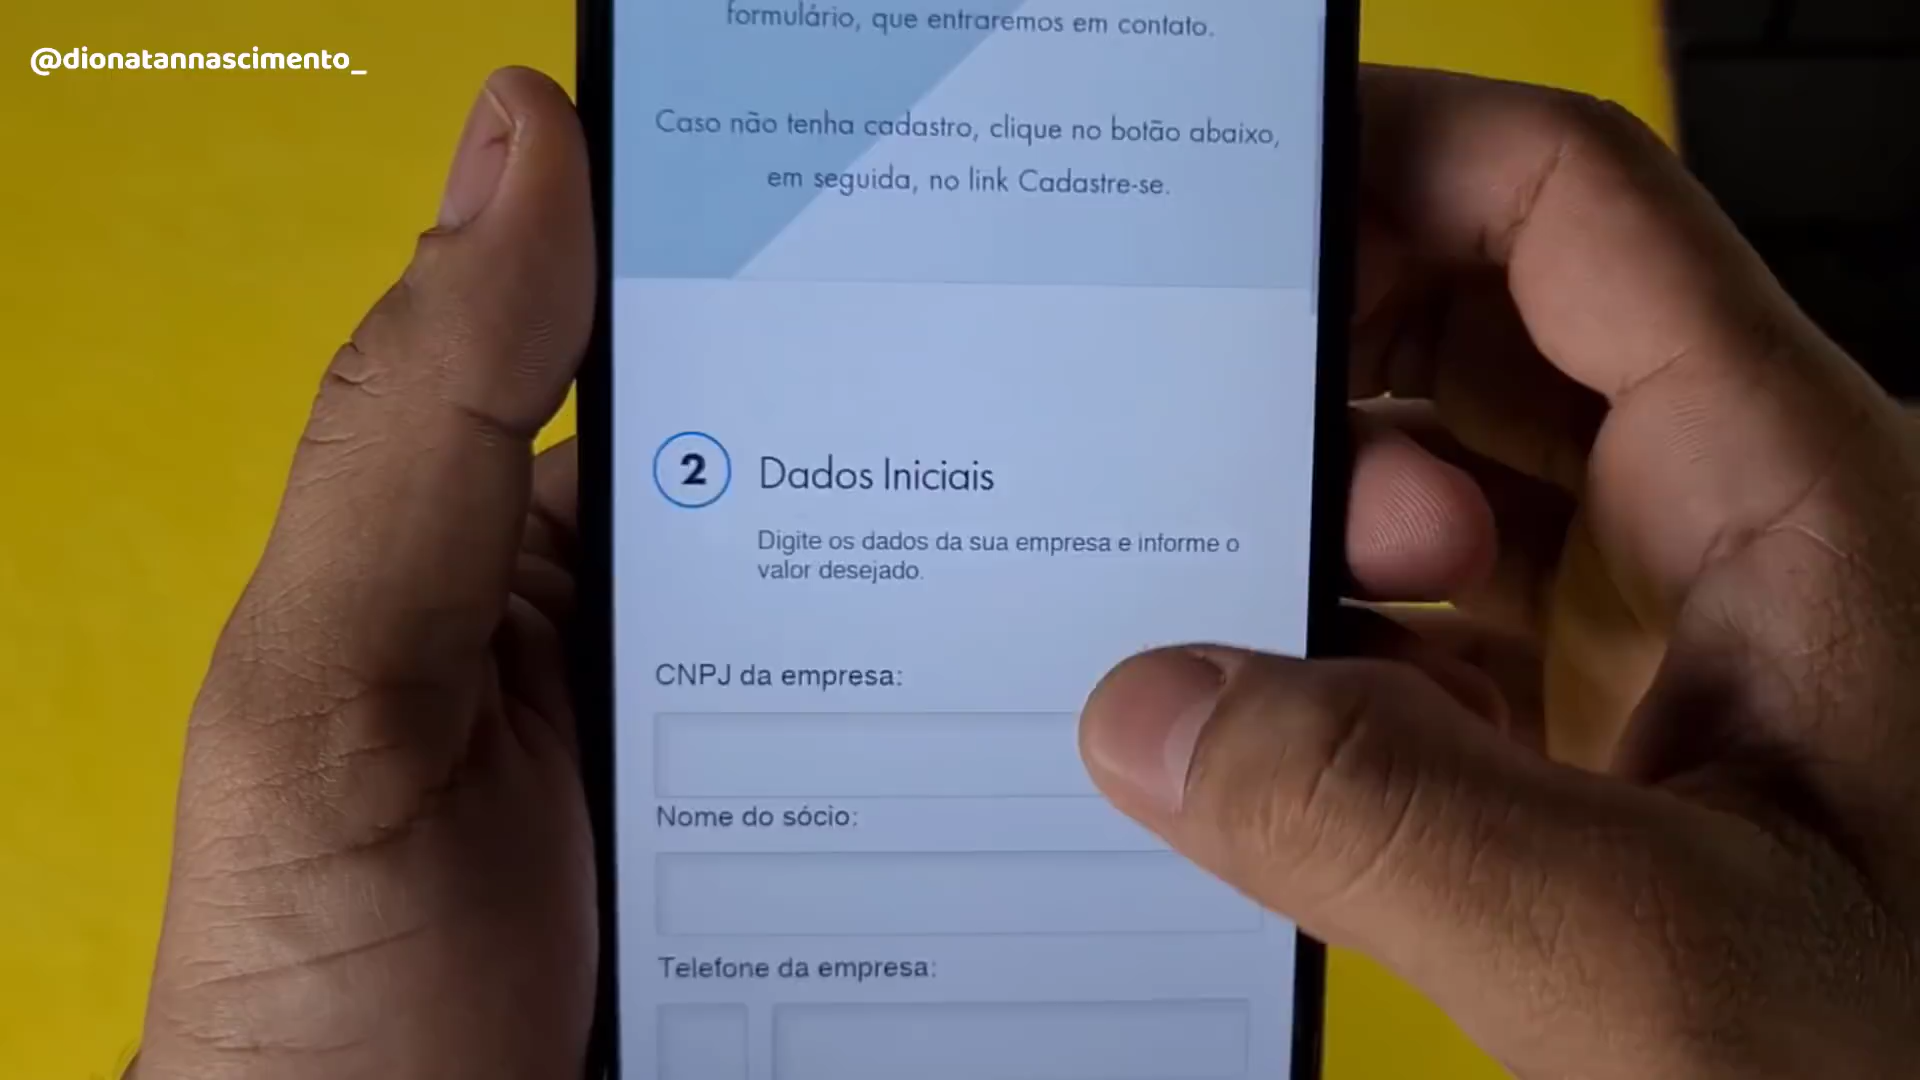 @dionatannascimento_
formulário, que entraremos em contato.
Caso não tenha cadastro, clique no botão abaixo,
em seguida, no link Cadastre-se.
2 Dados Iniciais
Digite os dados da sua empresa e informe o
valor desejado.
CNPJ da empresa:
Nome do sócio:
Telefone da empresa: